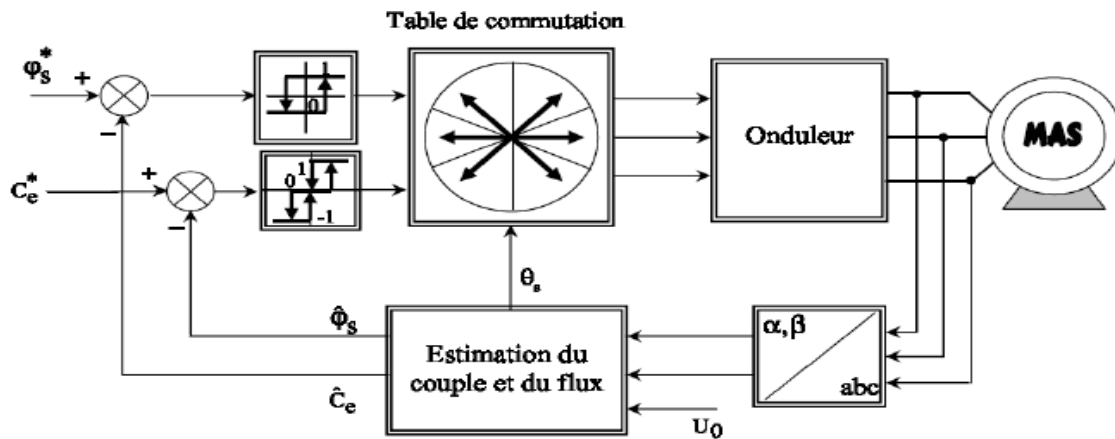 Table de commutation
φs*
+
−
1
0
Ce*
+
−
1
0
-1
Onduleur
MAS
θs
φ̂s
Ĉe
Estimation du
couple et du flux
α,β
abc
U0